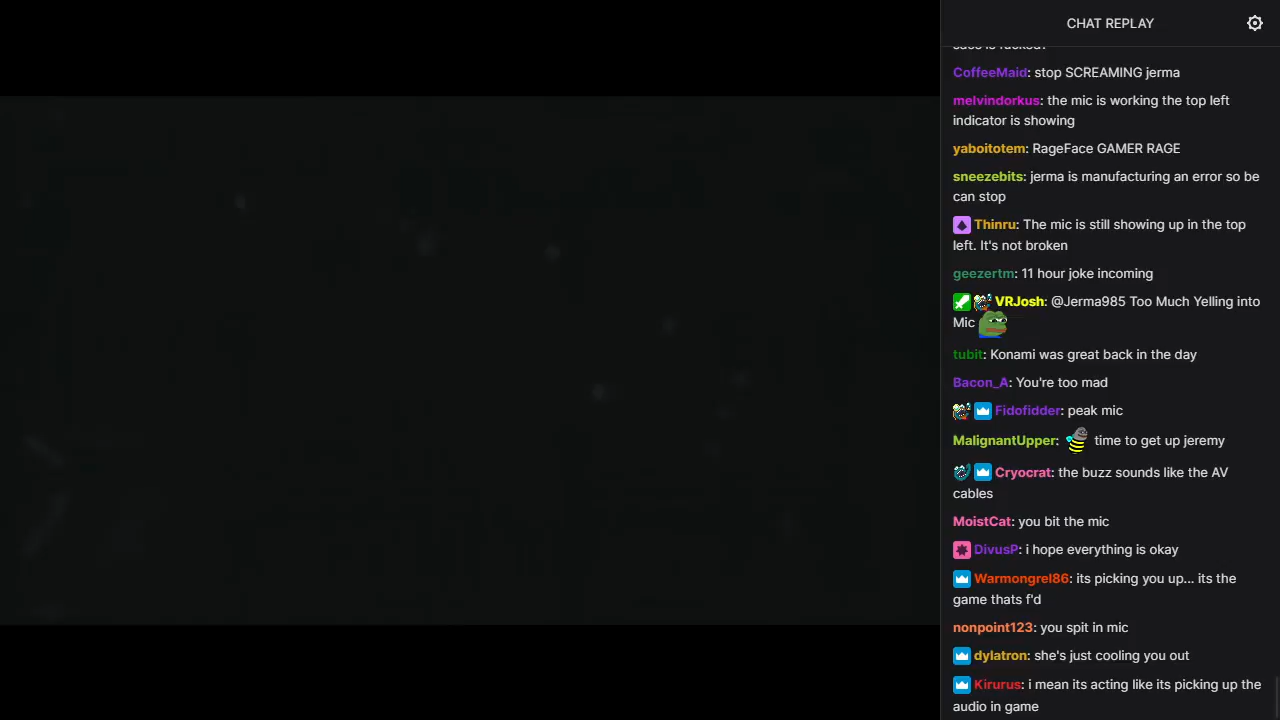 CHAT REPLAY
CoffeeMaid: stop SCREAMING jerma
melvindorkus: the mic is working the top left
indicator is showing
yaboitotem: RageFace GAMER RAGE
sneezebits: jerma is manufacturing an error so be
can stop
Thinru: The mic is still showing up in the top
left. It's not broken
geezertm: 11 hour joke incoming
VRJosh: @Jerma985 Too Much Yelling into
Mic
tubit: Konami was great back in the day
Bacon_A: You're too mad
Fidofidder: peak mic
MalignantUpper: time to get up jeremy
Cryocrat: the buzz sounds like the AV
cables
MoistCat: you bit the mic
DivusP: i hope everything is okay
Warmongrel86: its picking you up... its the
game thats f'd
nonpoint123: you spit in mic
dylatron: she's just cooling you out
Kirurus: i mean its acting like its picking up the
audio in game